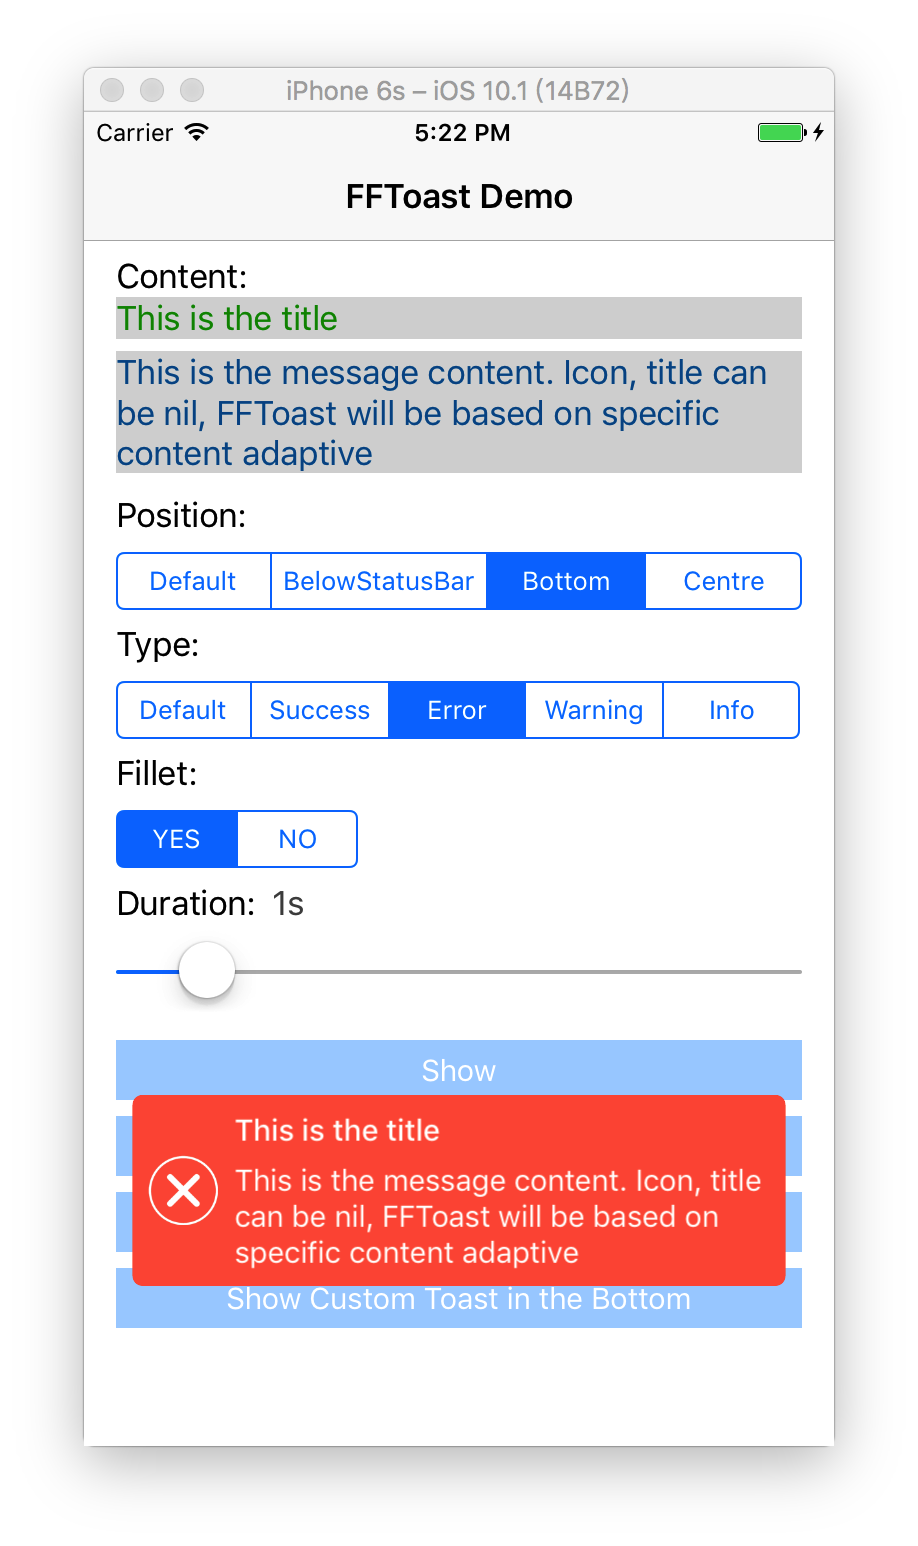 iPhone 6s – iOS 10.1 (14B72)
Carrier 5:22 PM
FFToast Demo
Content:
This is the title
This is the message content. Icon, title can
be nil, FFToast will be based on specific
content adaptive
Position:
Default BelowStatusBar Bottom Centre
Type:
Default Success Error Warning Info
Fillet:
YES NO
Duration: 1s
Show
This is the title
This is the message content. Icon, title
can be nil, FFToast will be based on
specific content adaptive
Show Custom Toast in the Bottom